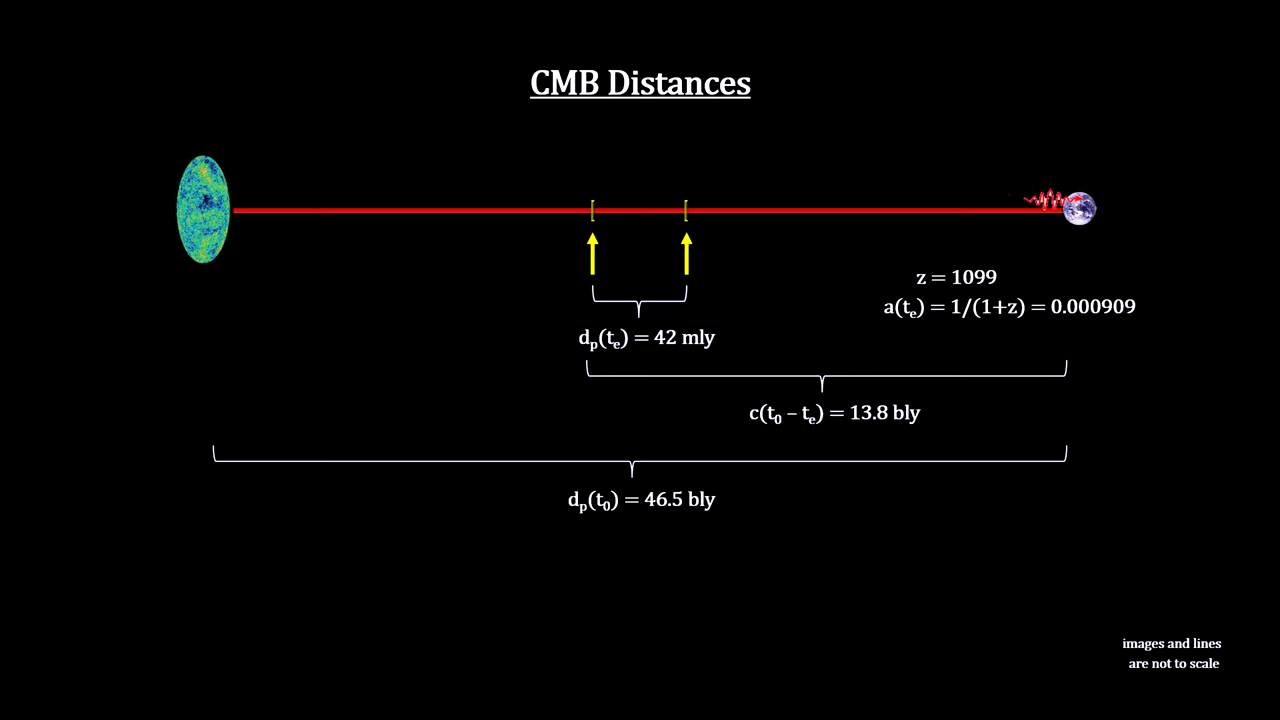 CMB Distances
z = 1099
a(tₑ) = 1/(1+z) = 0.000909
dₚ(tₑ) = 42 mly
c(t₀ – tₑ) = 13.8 bly
dₚ(t₀) = 46.5 bly
images and lines
are not to scale